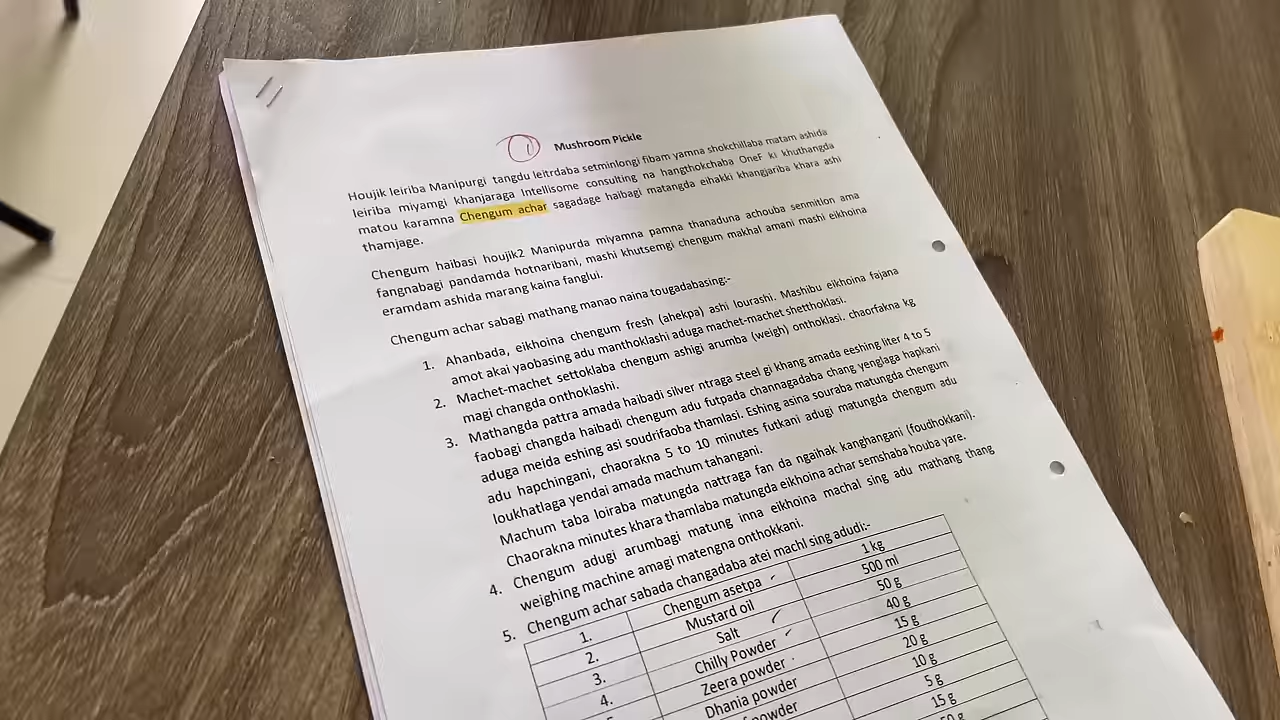 Mushroom Pickle
Houjik leiriba Manipurgi tangdu leitrdaba setminlongi fibam yamna shokchillaba matam ashida
leiriba miyamgi khanjaraga Intellisome consulting na hangthokchaba OneF ki khuthangda
matou karamna Chengum achar sagadage haibagi matangda eihakki khangjariba khara ashi
thamjage.
Chengum haibasi houjik2 Manipurda miyamna pamna thanaduna achouba senmition ama
fangnabagi pandamda hotnaribani, mashi khutsemgi chengum makhal amani mashi eikhoina
eramdam ashida marang kaina fanglui.
Chengum achar sabagi mathang manao naina tougadabasing:-
1. Ahanbada, eikhoina chengum fresh (ahekpa) ashi lourashi. Mashibu eikhoina fajana
amot akai yaobasing adu manthoklashi aduga machet-machet shetthoklasi.
2. Machet-machet settoklaba chengum ashigi arumba (weigh) onthoklasi. chaorfakna kg
magi changda onthoklashi.
3. Mathangda pattra amada haibadi silver ntraga steel gi khang amada eeshing liter 4 to 5
faobagi changda haibadi chengum adu futpada channagadaba chang yenglaga hapkani
aduga meida eshing asi soudrifaoba thamlasi. Eshing asina souraba matungda chengum
adu hapchingani, chaorakna 5 to 10 minutes futkani adugi matungda chengum adu
loukhatlaga yendai amada machum tahangani.
Machum taba loiraba matungda nattraga fan da ngaihak kanghangani (foudhokkani).
Chaorakna minutes khara thamlaba matungda eikhoina achar semshaba houba yare.
4. Chengum adugi arumbagi matung inna eikhoina machal sing adu mathang thang
weighing machine amagi matengna onthokkani.
5. Chengum achar sabada changadaba atei machl sing adudi:-
1. Chengum asetpa 1 kg
2. Mustard oil 500 ml
3. Salt 50 g
4. Chilly Powder 40 g
Zeera powder 15 g
Dhania powder 20 g
powder 10 g
5 g
15 g